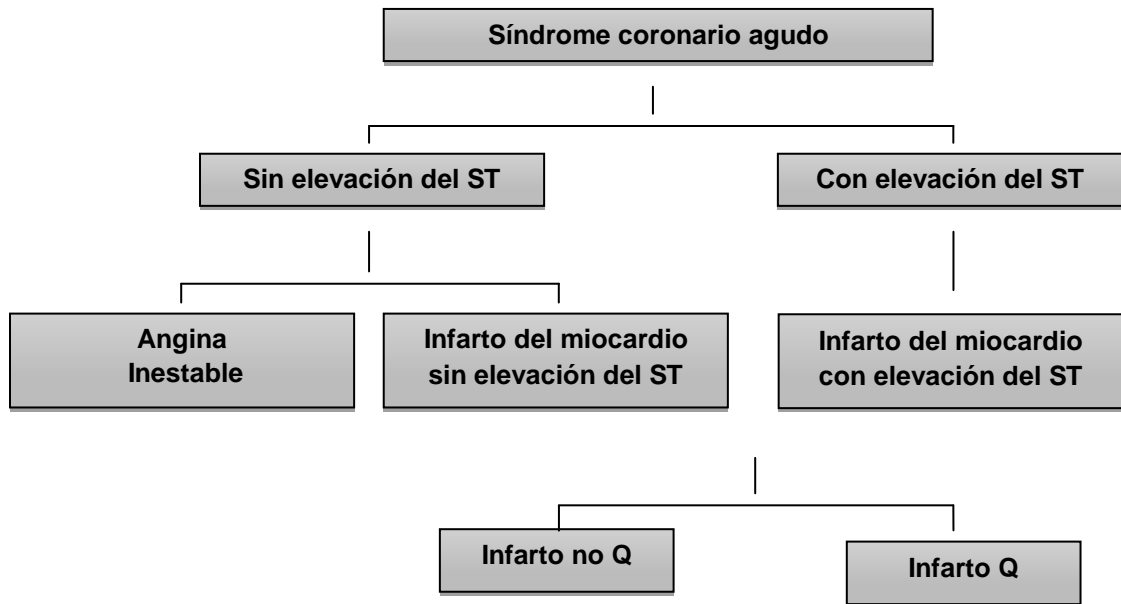 Síndrome coronario agudo
Sin elevación del ST
Con elevación del ST
Angina
Inestable
Infarto del miocardio
sin elevación del ST
Infarto del miocardio
con elevación del ST
Infarto no Q
Infarto Q